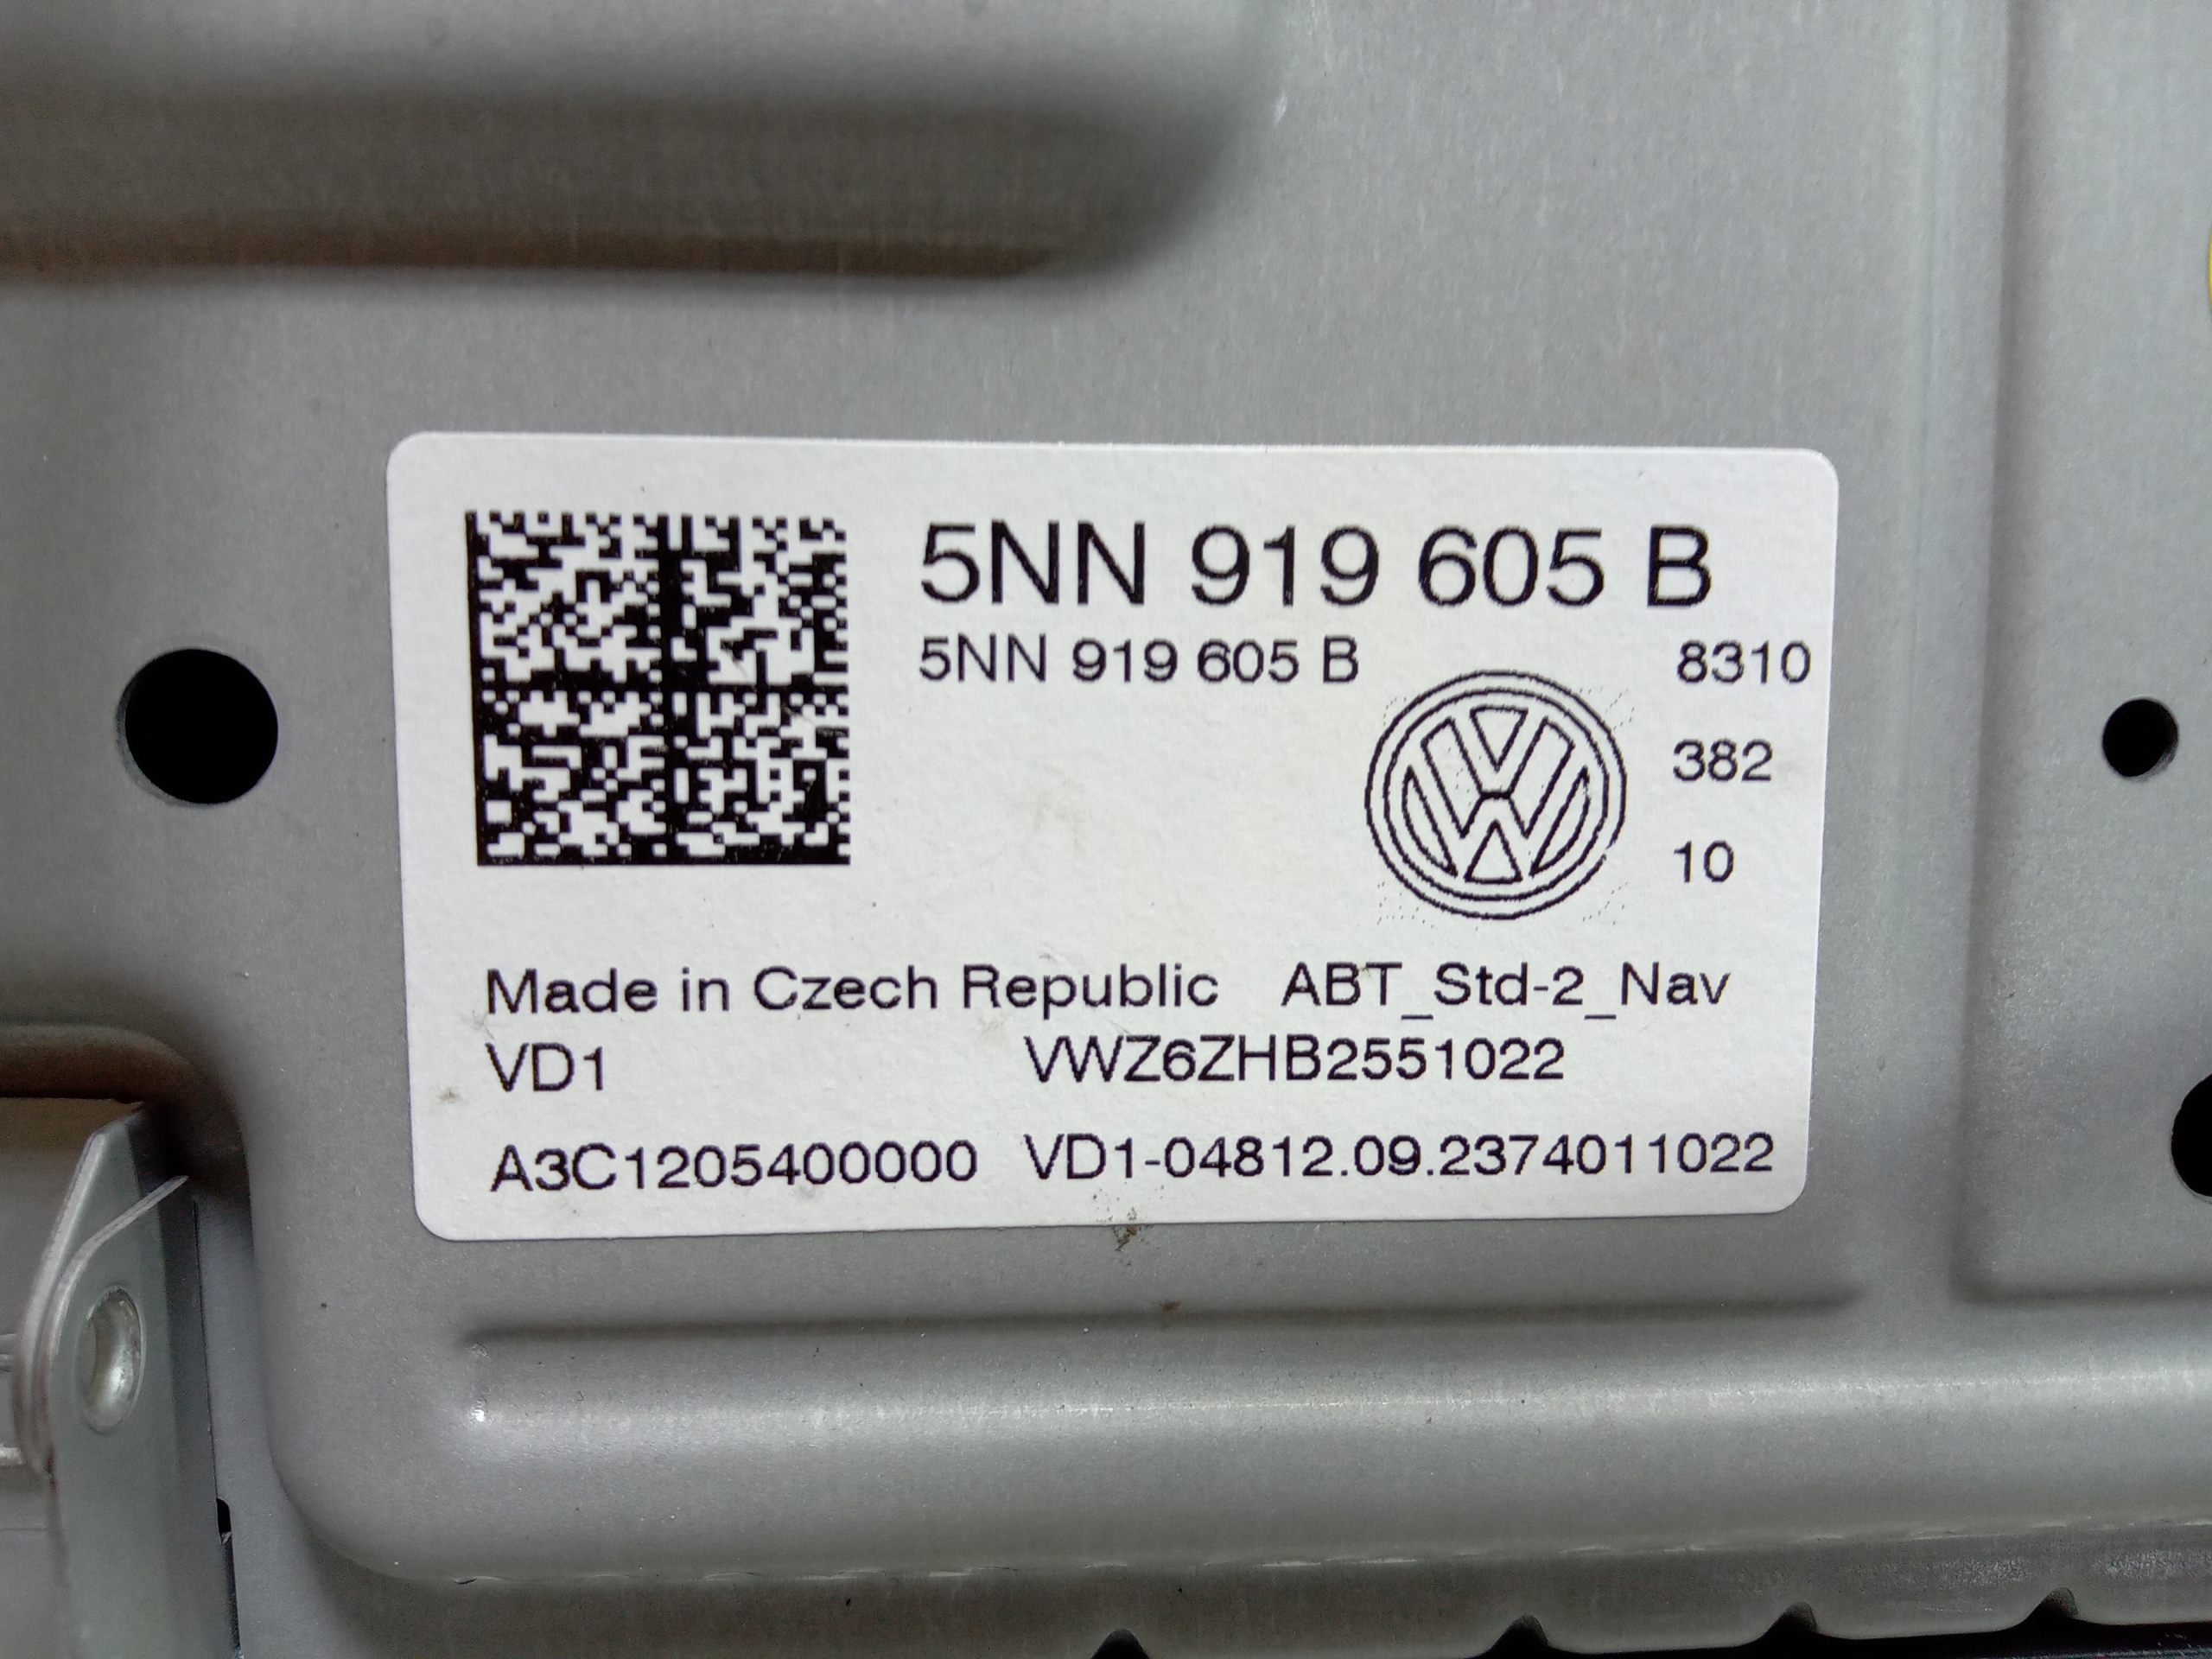 5NN 919 605 B
5NN 919 605 B 8310
382
10
Made in Czech Republic ABT_Std-2_Nav
VD1 VWZ6ZHB2551022
A3C1205400000 VD1-04812.09.2374011022